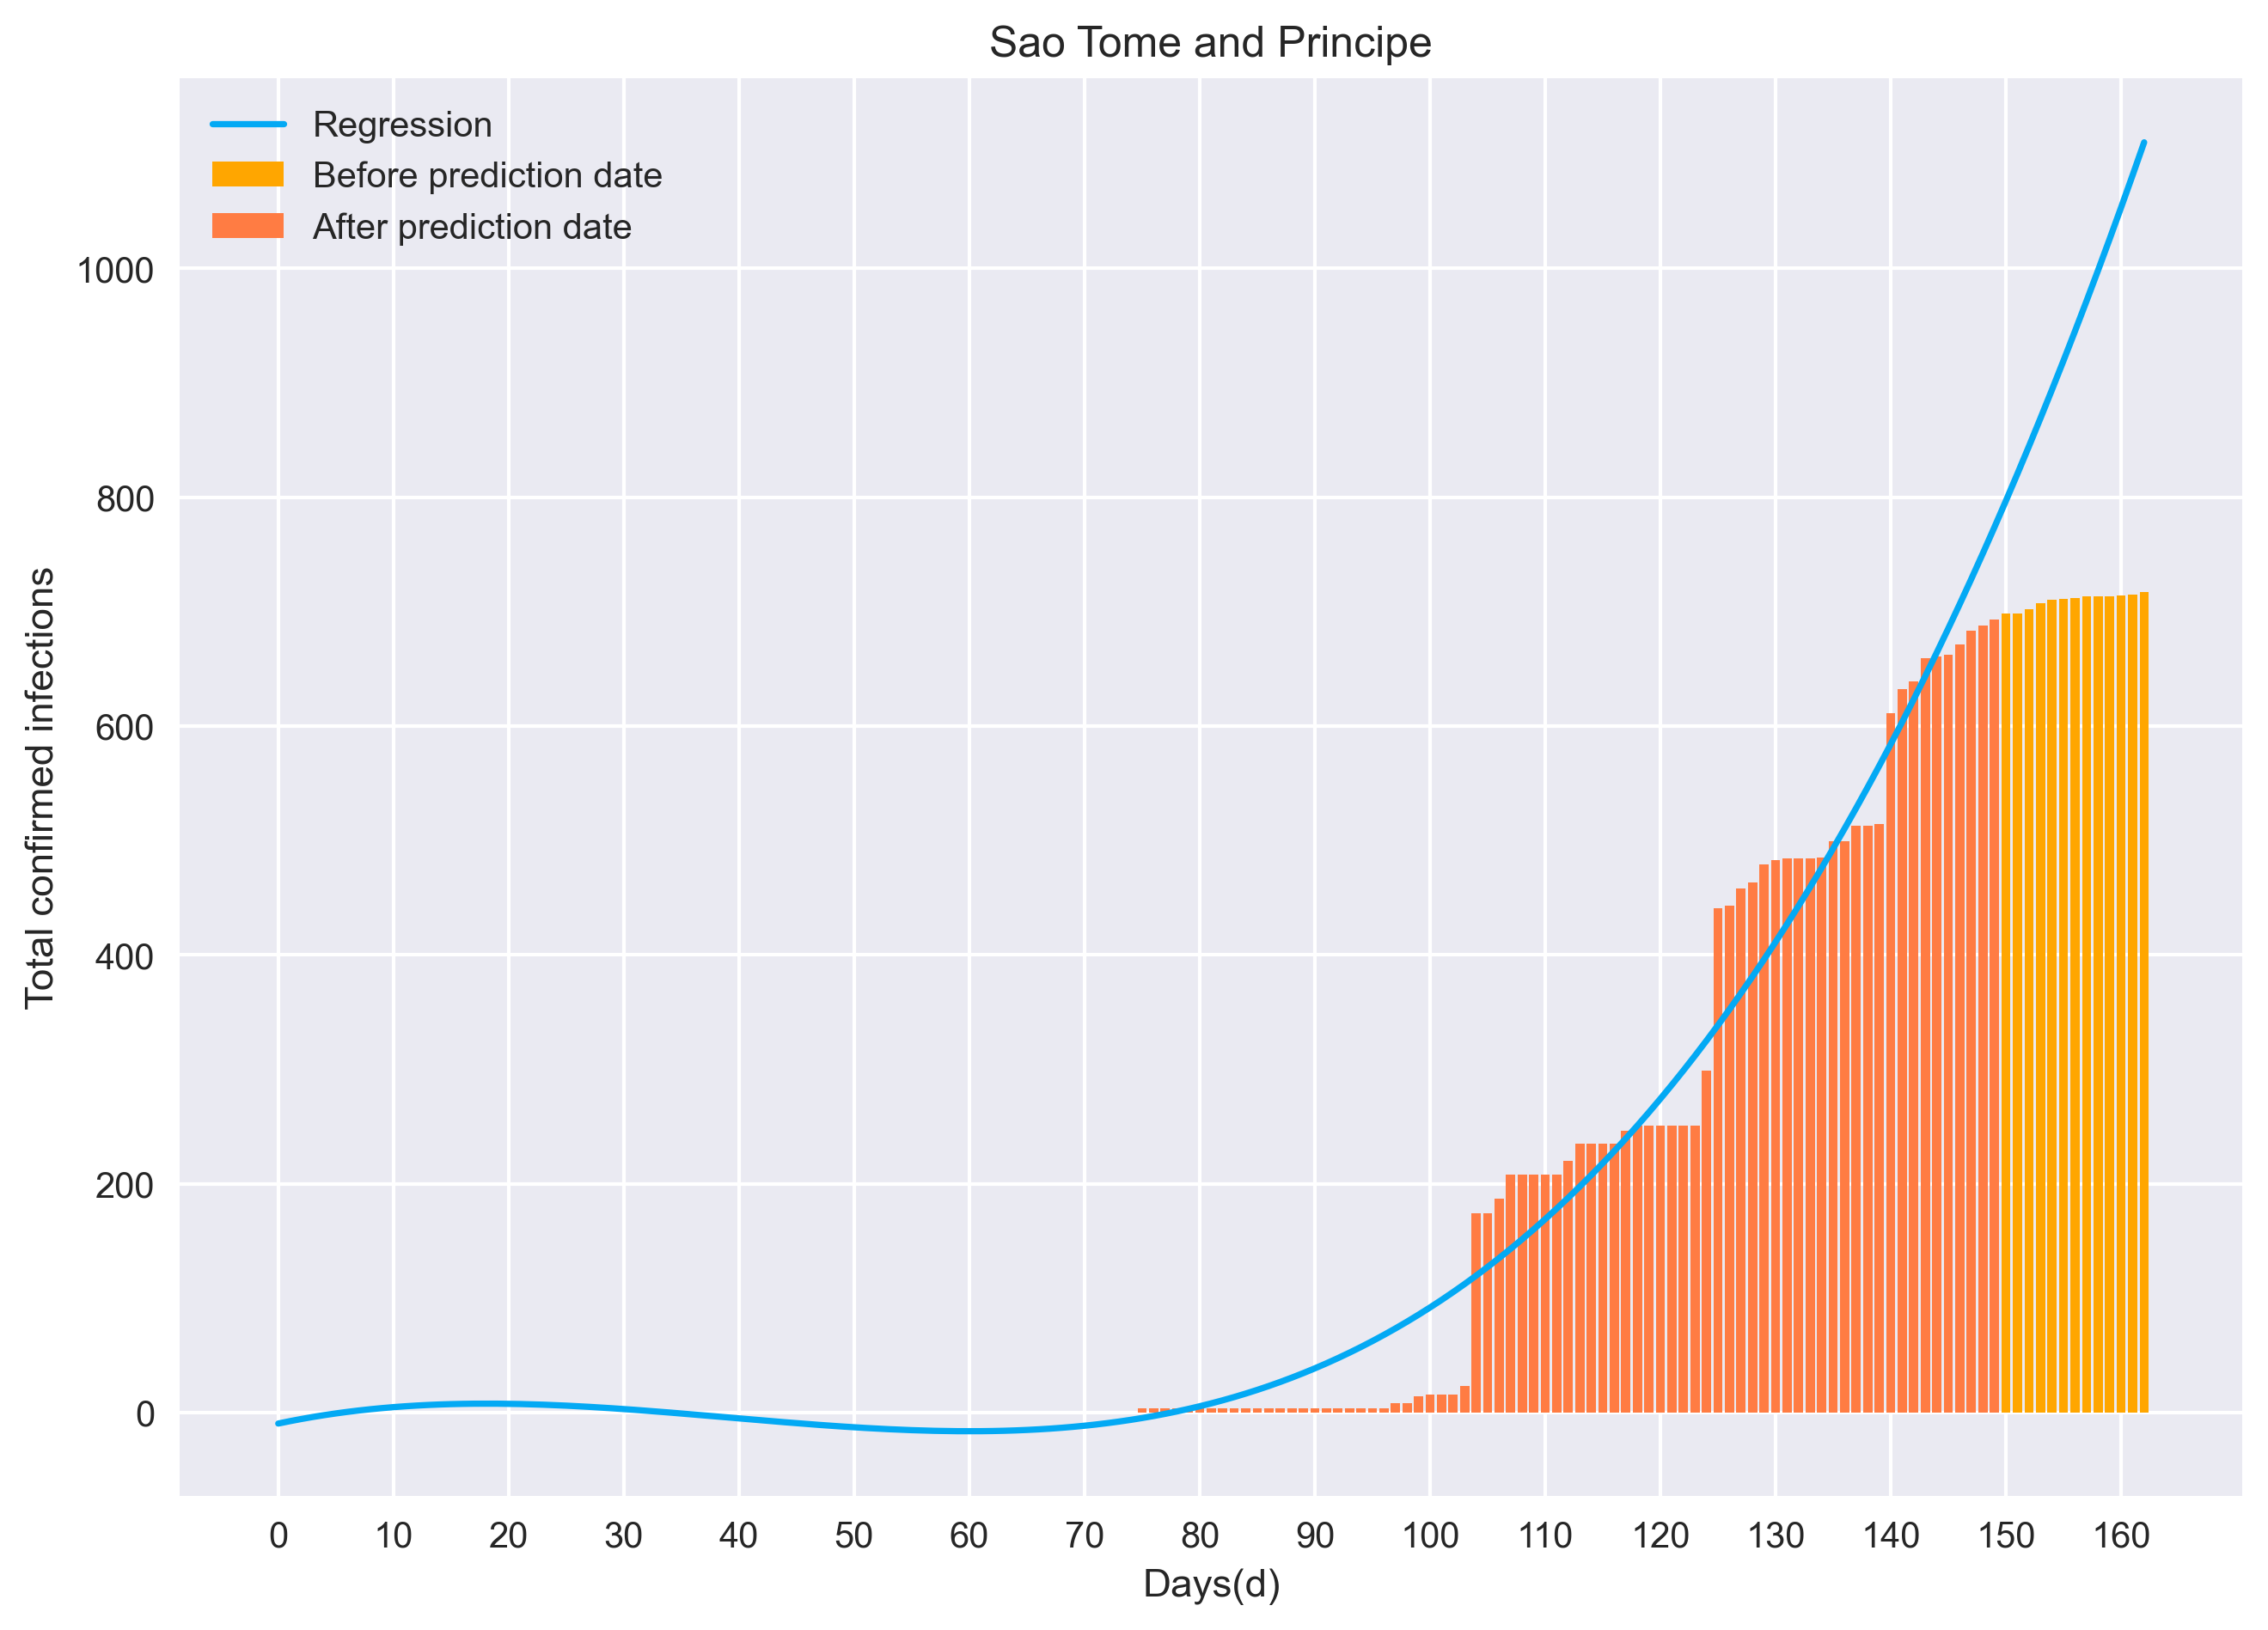 Sao Tome and Principe
Regression
Before prediction date
After prediction date
Total confirmed infections
1000
800
600
400
200
0
0 10 20 30 40 50 60 70 80 90 100 110 120 130 140 150 160
Days(d)